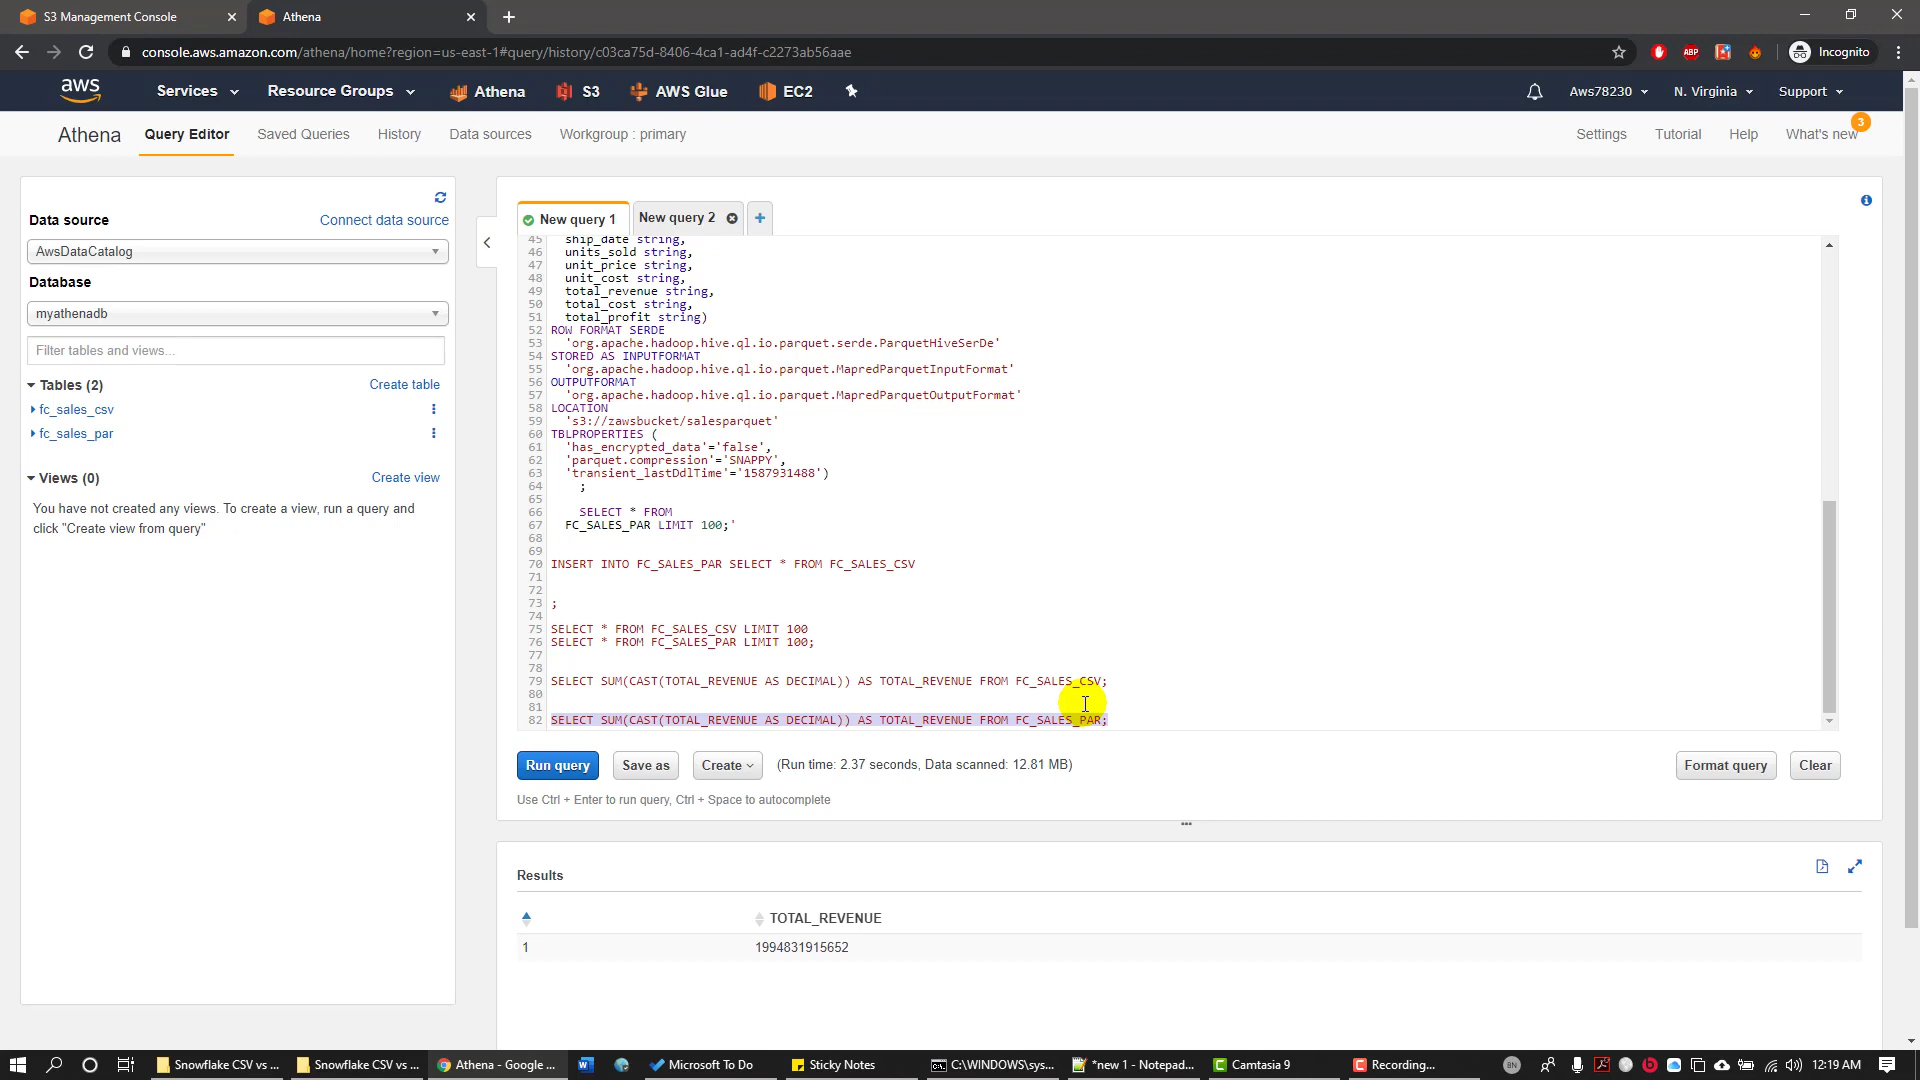 S3 Management Console
Athena
console.aws.amazon.com/athena/home?region=us-east-1#query/history/c03ca75d-8406-4ca1-ad4f-c2273ab56aae
ABP
Incognito
aws
Services
Resource Groups
Athena
S3
AWS Glue
EC2
Aws78230
N. Virginia
Support
Athena
Query Editor
Saved Queries
History
Data sources
Workgroup : primary
Settings
Tutorial
Help
What's new
3
Data source
Connect data source
AwsDataCatalog
Database
myathenadb
Filter tables and views...
Tables (2)
Create table
fc_sales_csv
fc_sales_par
Views (0)
Create view
You have not created any views. To create a view, run a query and
click "Create view from query"
New query 1
New query 2
45 ship_date string,
46 units_sold string,
47 unit_price string,
48 unit_cost string,
49 total_revenue string,
50 total_cost string,
51 total_profit string)
52 ROW FORMAT SERDE
53 'org.apache.hadoop.hive.ql.io.parquet.serde.ParquetHiveSerDe'
54 STORED AS INPUTFORMAT
55 'org.apache.hadoop.hive.ql.io.parquet.MapredParquetInputFormat'
56 OUTPUTFORMAT
57 'org.apache.hadoop.hive.ql.io.parquet.MapredParquetOutputFormat'
58 LOCATION
59 's3://zawsbucket/salesparquet'
60 TBLPROPERTIES (
61 'has_encrypted_data'='false',
62 'parquet.compression'='SNAPPY',
63 'transient_lastDdlTime'='1587931488')
64 ;
65
66 SELECT * FROM
67 FC_SALES_PAR LIMIT 100;'
68
69
70 INSERT INTO FC_SALES_PAR SELECT * FROM FC_SALES_CSV
71
72
73 ;
74
75 SELECT * FROM FC_SALES_CSV LIMIT 100
76 SELECT * FROM FC_SALES_PAR LIMIT 100;
77
78
79 SELECT SUM(CAST(TOTAL_REVENUE AS DECIMAL)) AS TOTAL_REVENUE FROM FC_SALES_CSV;
80
81
82 SELECT SUM(CAST(TOTAL_REVENUE AS DECIMAL)) AS TOTAL_REVENUE FROM FC_SALES_PAR;
Run query
Save as
Create
(Run time: 2.37 seconds, Data scanned: 12.81 MB)
Format query
Clear
Use Ctrl + Enter to run query, Ctrl + Space to autocomplete
Results
TOTAL_REVENUE
1 1994831915652
Snowflake CSV vs ...
Snowflake CSV vs ...
Athena - Google ...
Microsoft To Do
Sticky Notes
C:\WINDOWS\sys...
*new 1 - Notepad...
Camtasia 9
Recording...
BN
12:19 AM